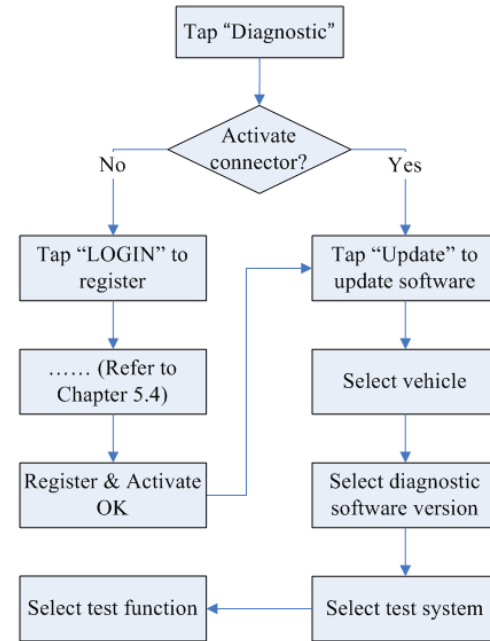 Tap “Diagnostic”
Activate
connector?
No
Yes
Tap “LOGIN” to
register
Tap “Update” to
update software
...... (Refer to
Chapter 5.4)
Select vehicle
Register & Activate
OK
Select diagnostic
software version
Select test function
Select test system